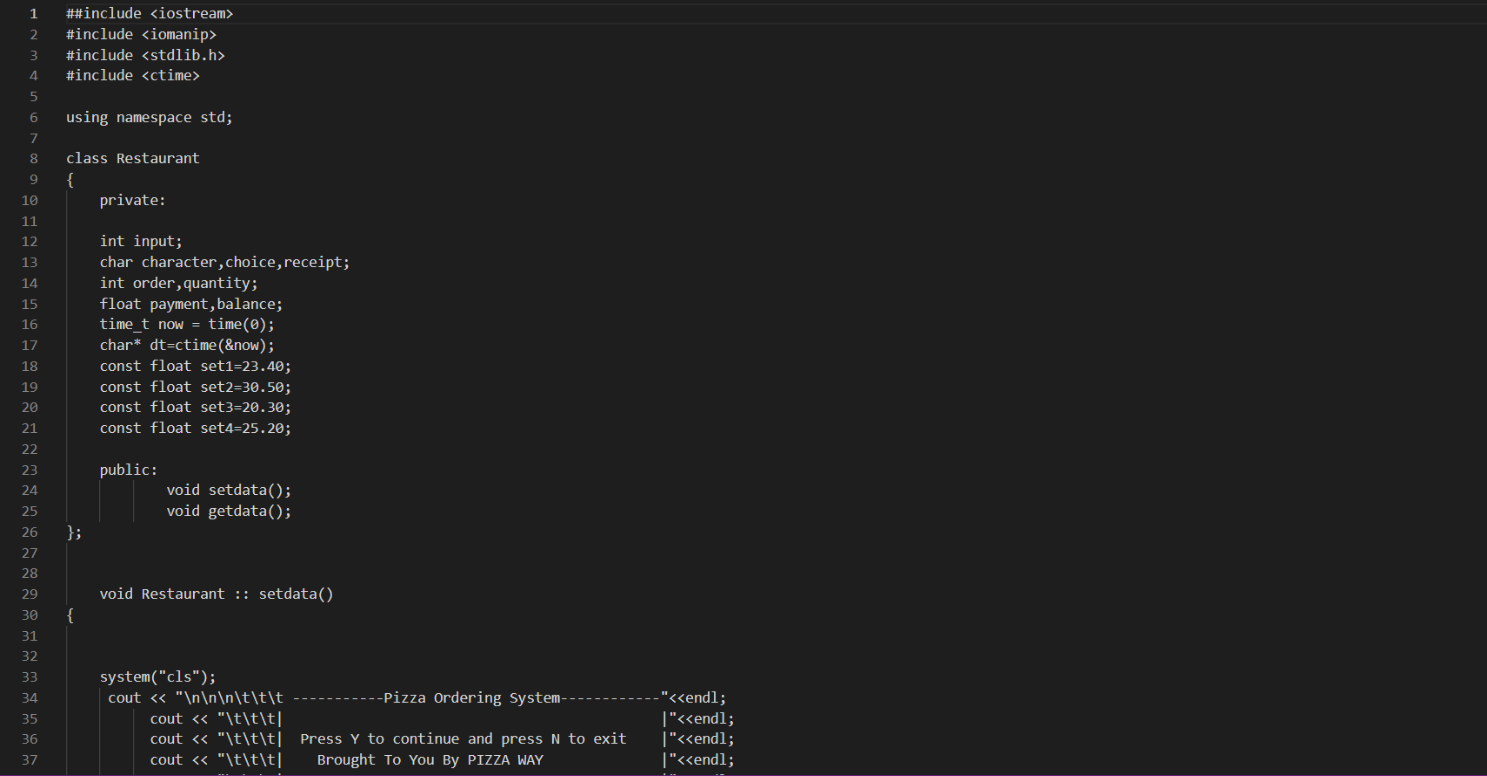 1 ##include <iostream>
2 #include <iomanip>
3 #include <stdlib.h>
4 #include <ctime>
5
6 using namespace std;
7
8 class Restaurant
9 {
10     private:
11
12     int input;
13     char character,choice,receipt;
14     int order,quantity;
15     float payment,balance;
16     time_t now = time(0);
17     char* dt=ctime(&now);
18     const float set1=23.40;
19     const float set2=30.50;
20     const float set3=20.30;
21     const float set4=25.20;
22
23     public:
24             void setdata();
25             void getdata();
26 };
27
28
29     void Restaurant :: setdata()
30 {
31
32
33     system("cls");
34      cout << "\n\n\n\t\t\t -----------Pizza Ordering System------------"<<endl;
35           cout << "\t\t\t|                                             |"<<endl;
36           cout << "\t\t\t|  Press Y to continue and press N to exit    |"<<endl;
37           cout << "\t\t\t|    Brought To You By PIZZA WAY              |"<<endl;